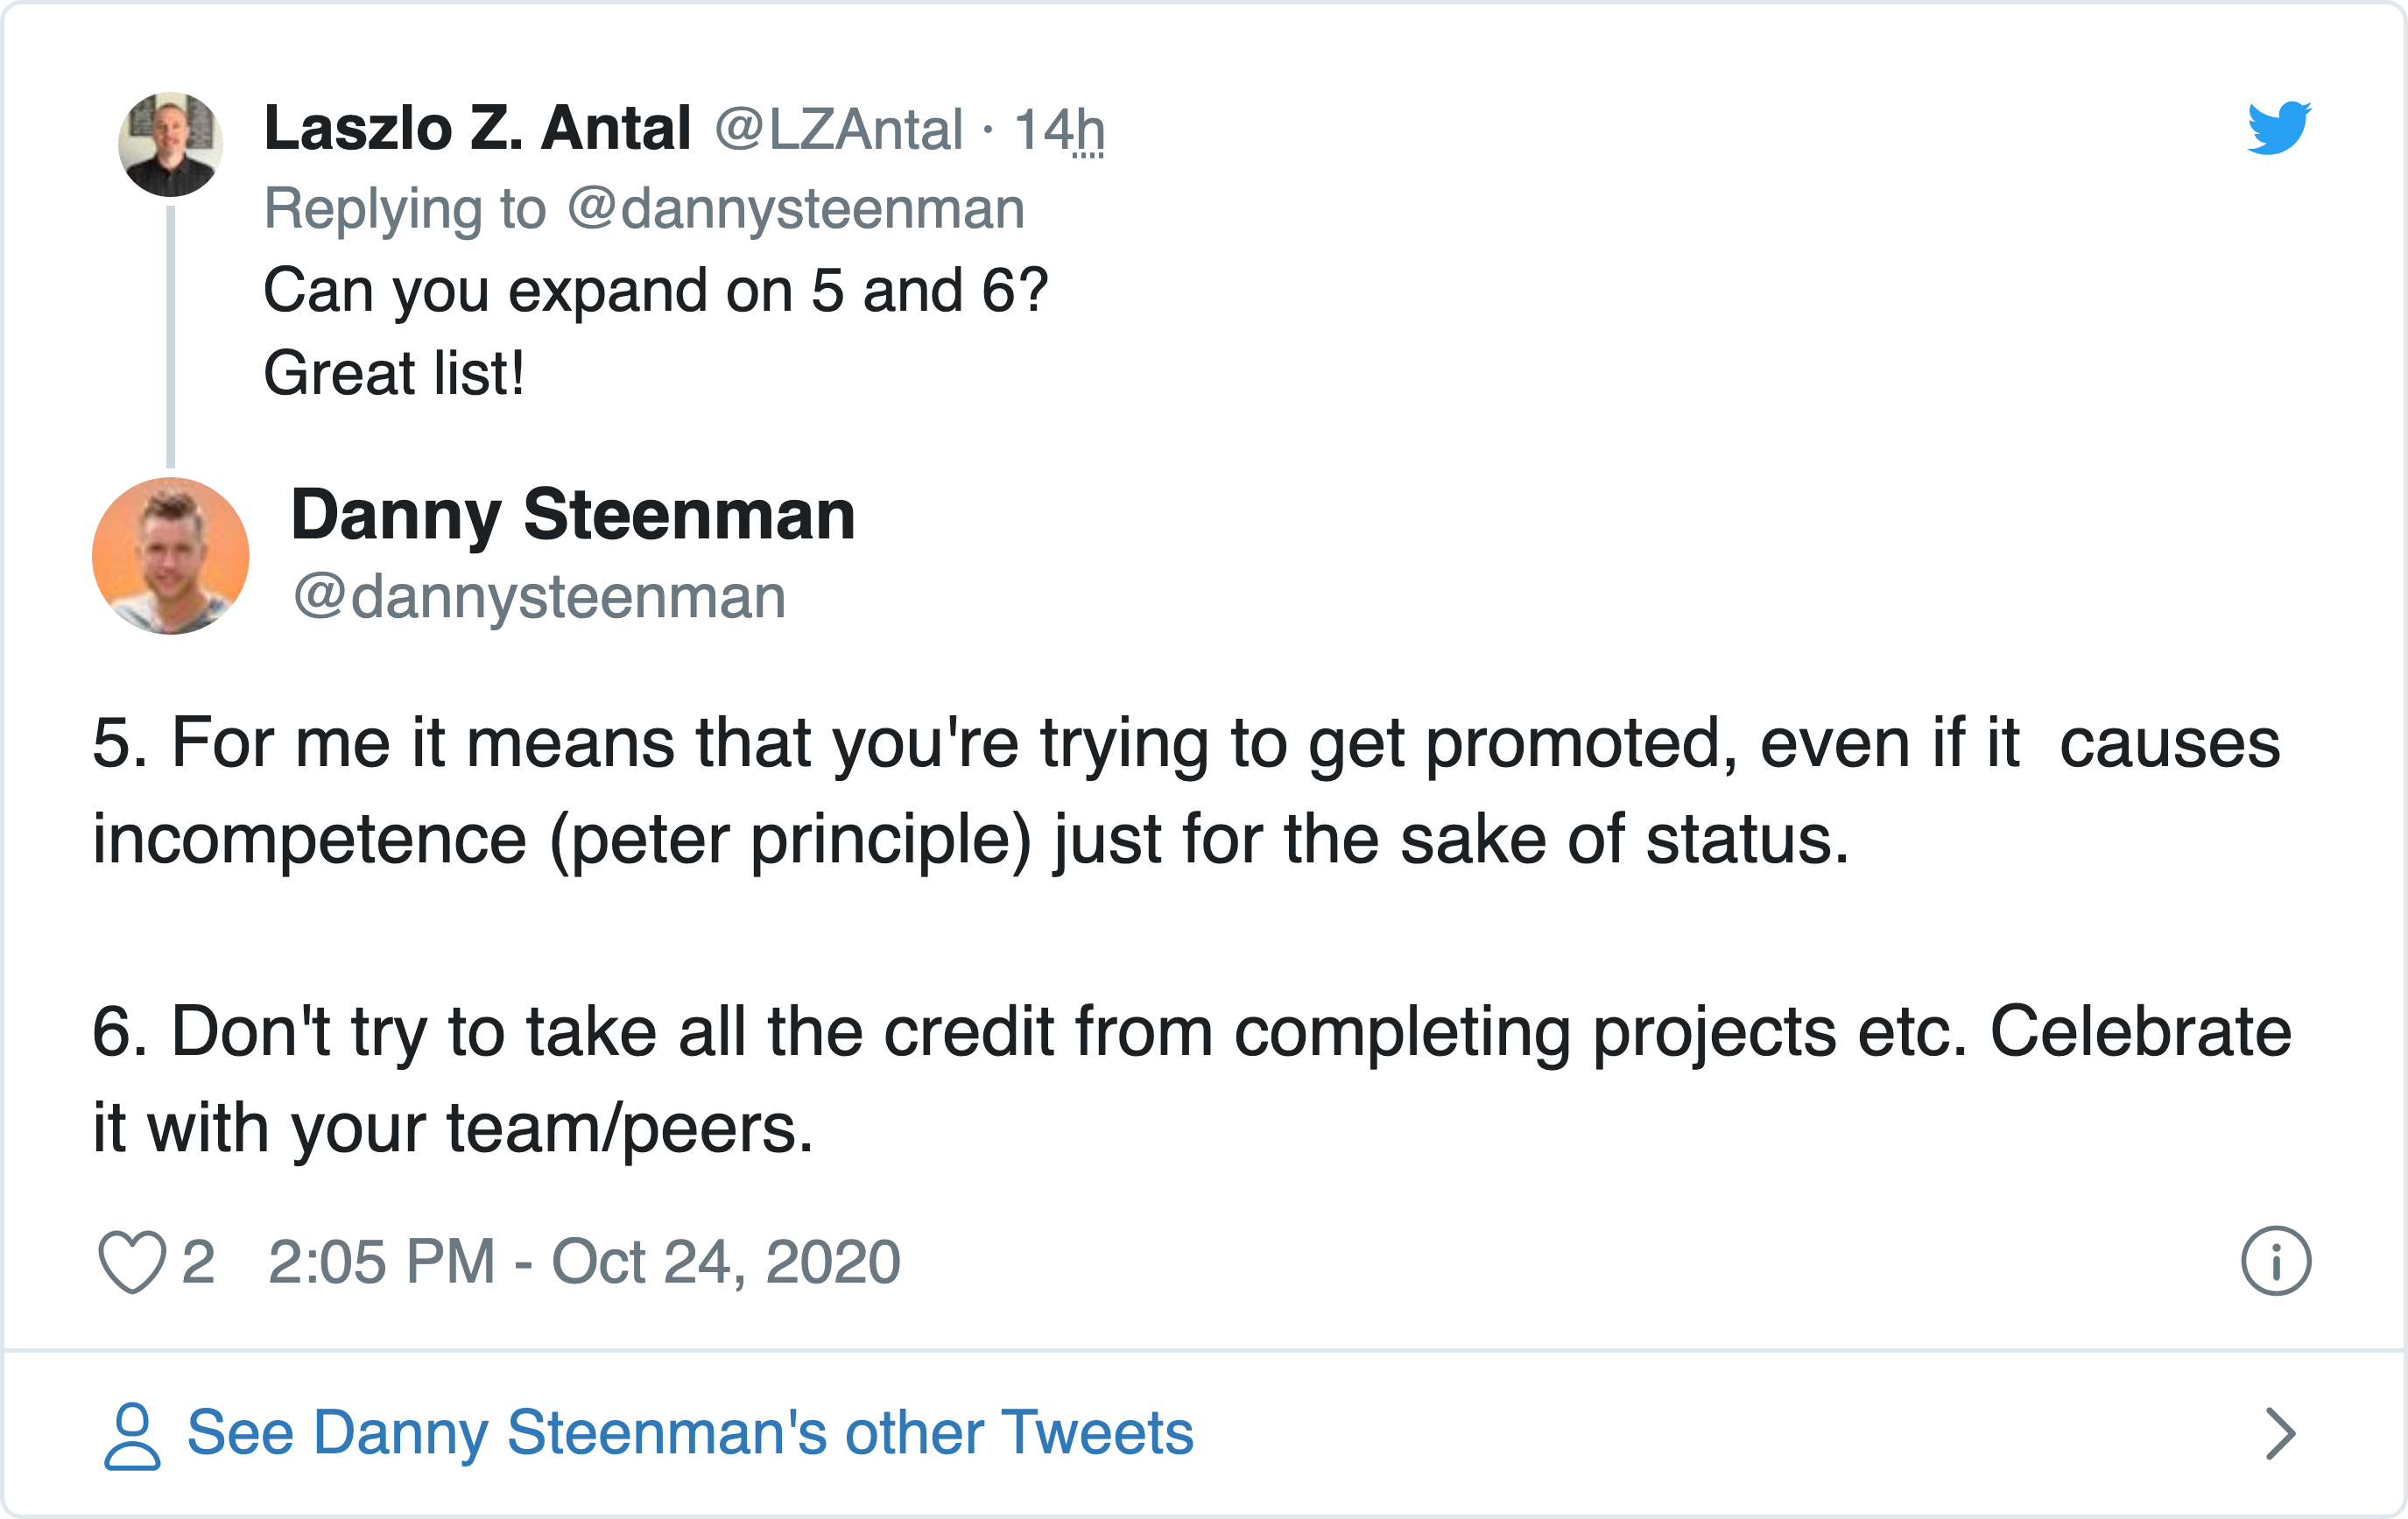 Laszlo Z. Antal @LZAntal · 14h
Replying to @dannysteenman
Can you expand on 5 and 6?
Great list!
Danny Steenman
@dannysteenman
5. For me it means that you're trying to get promoted, even if it  causes
incompetence (peter principle) just for the sake of status.
6. Don't try to take all the credit from completing projects etc. Celebrate
it with your team/peers.
2 2:05 PM - Oct 24, 2020
See Danny Steenman's other Tweets